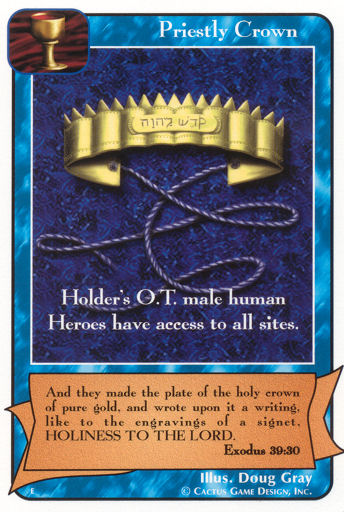 Priestly Crown
קדש ליהוה
Holder's O.T. male human
Heroes have access to all sites.
And they made the plate of the holy crown
of pure gold, and wrote upon it a writing,
like to the engravings of a signet,
HOLINESS TO THE LORD.
Exodus 39:30
Illus. Doug Gray
E
© Cactus Game Design, Inc.